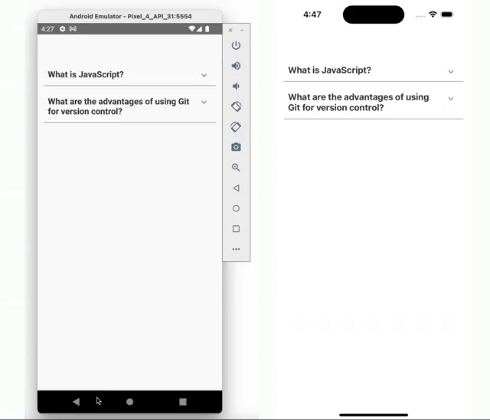 Android Emulator - Pixel_4_API_31:5554
4:27
What is JavaScript?
What are the advantages of using Git
for version control?
4:47
What is JavaScript?
What are the advantages of using
Git for version control?